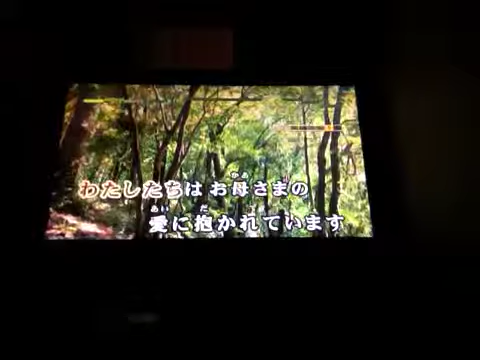 わたしたちは お母さまの
愛に抱かれています